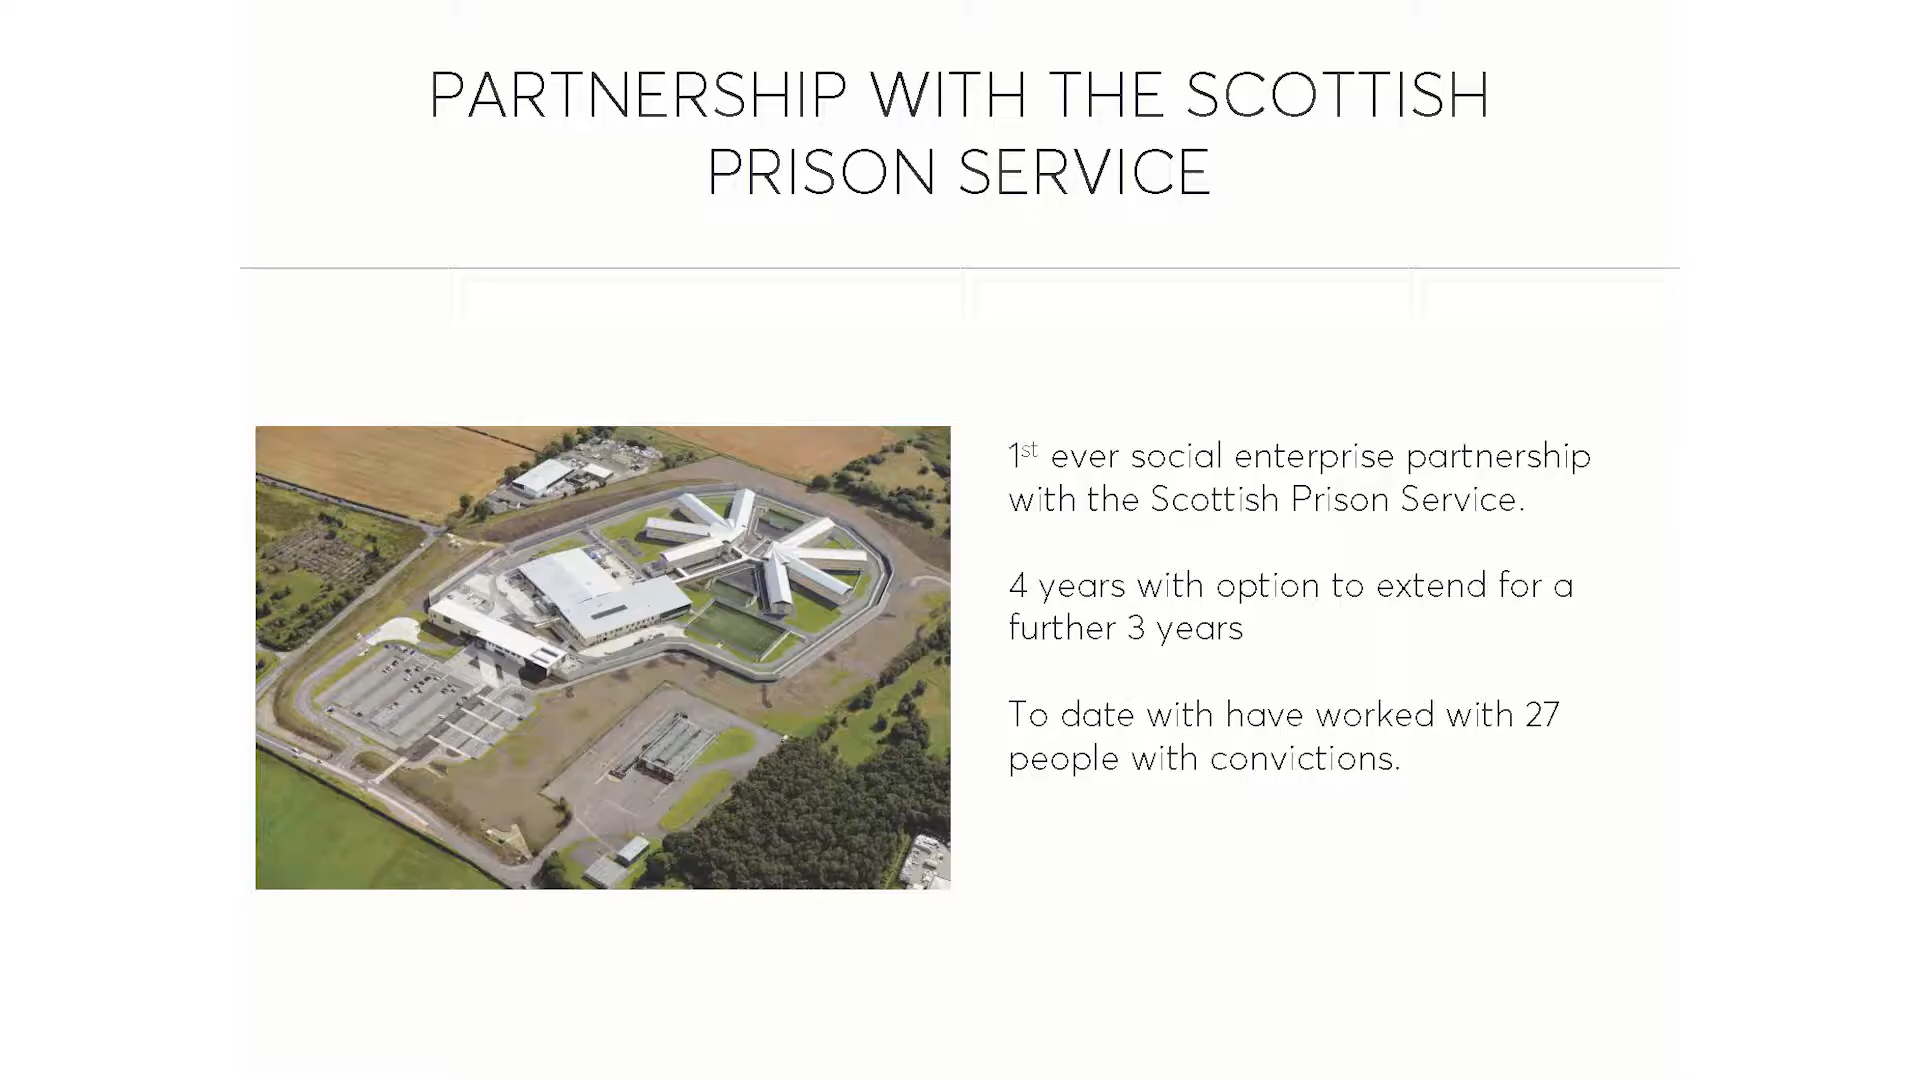 PARTNERSHIP WITH THE SCOTTISH
PRISON SERVICE
1st ever social enterprise partnership
with the Scottish Prison Service.
4 years with option to extend for a
further 3 years
To date with have worked with 27
people with convictions.